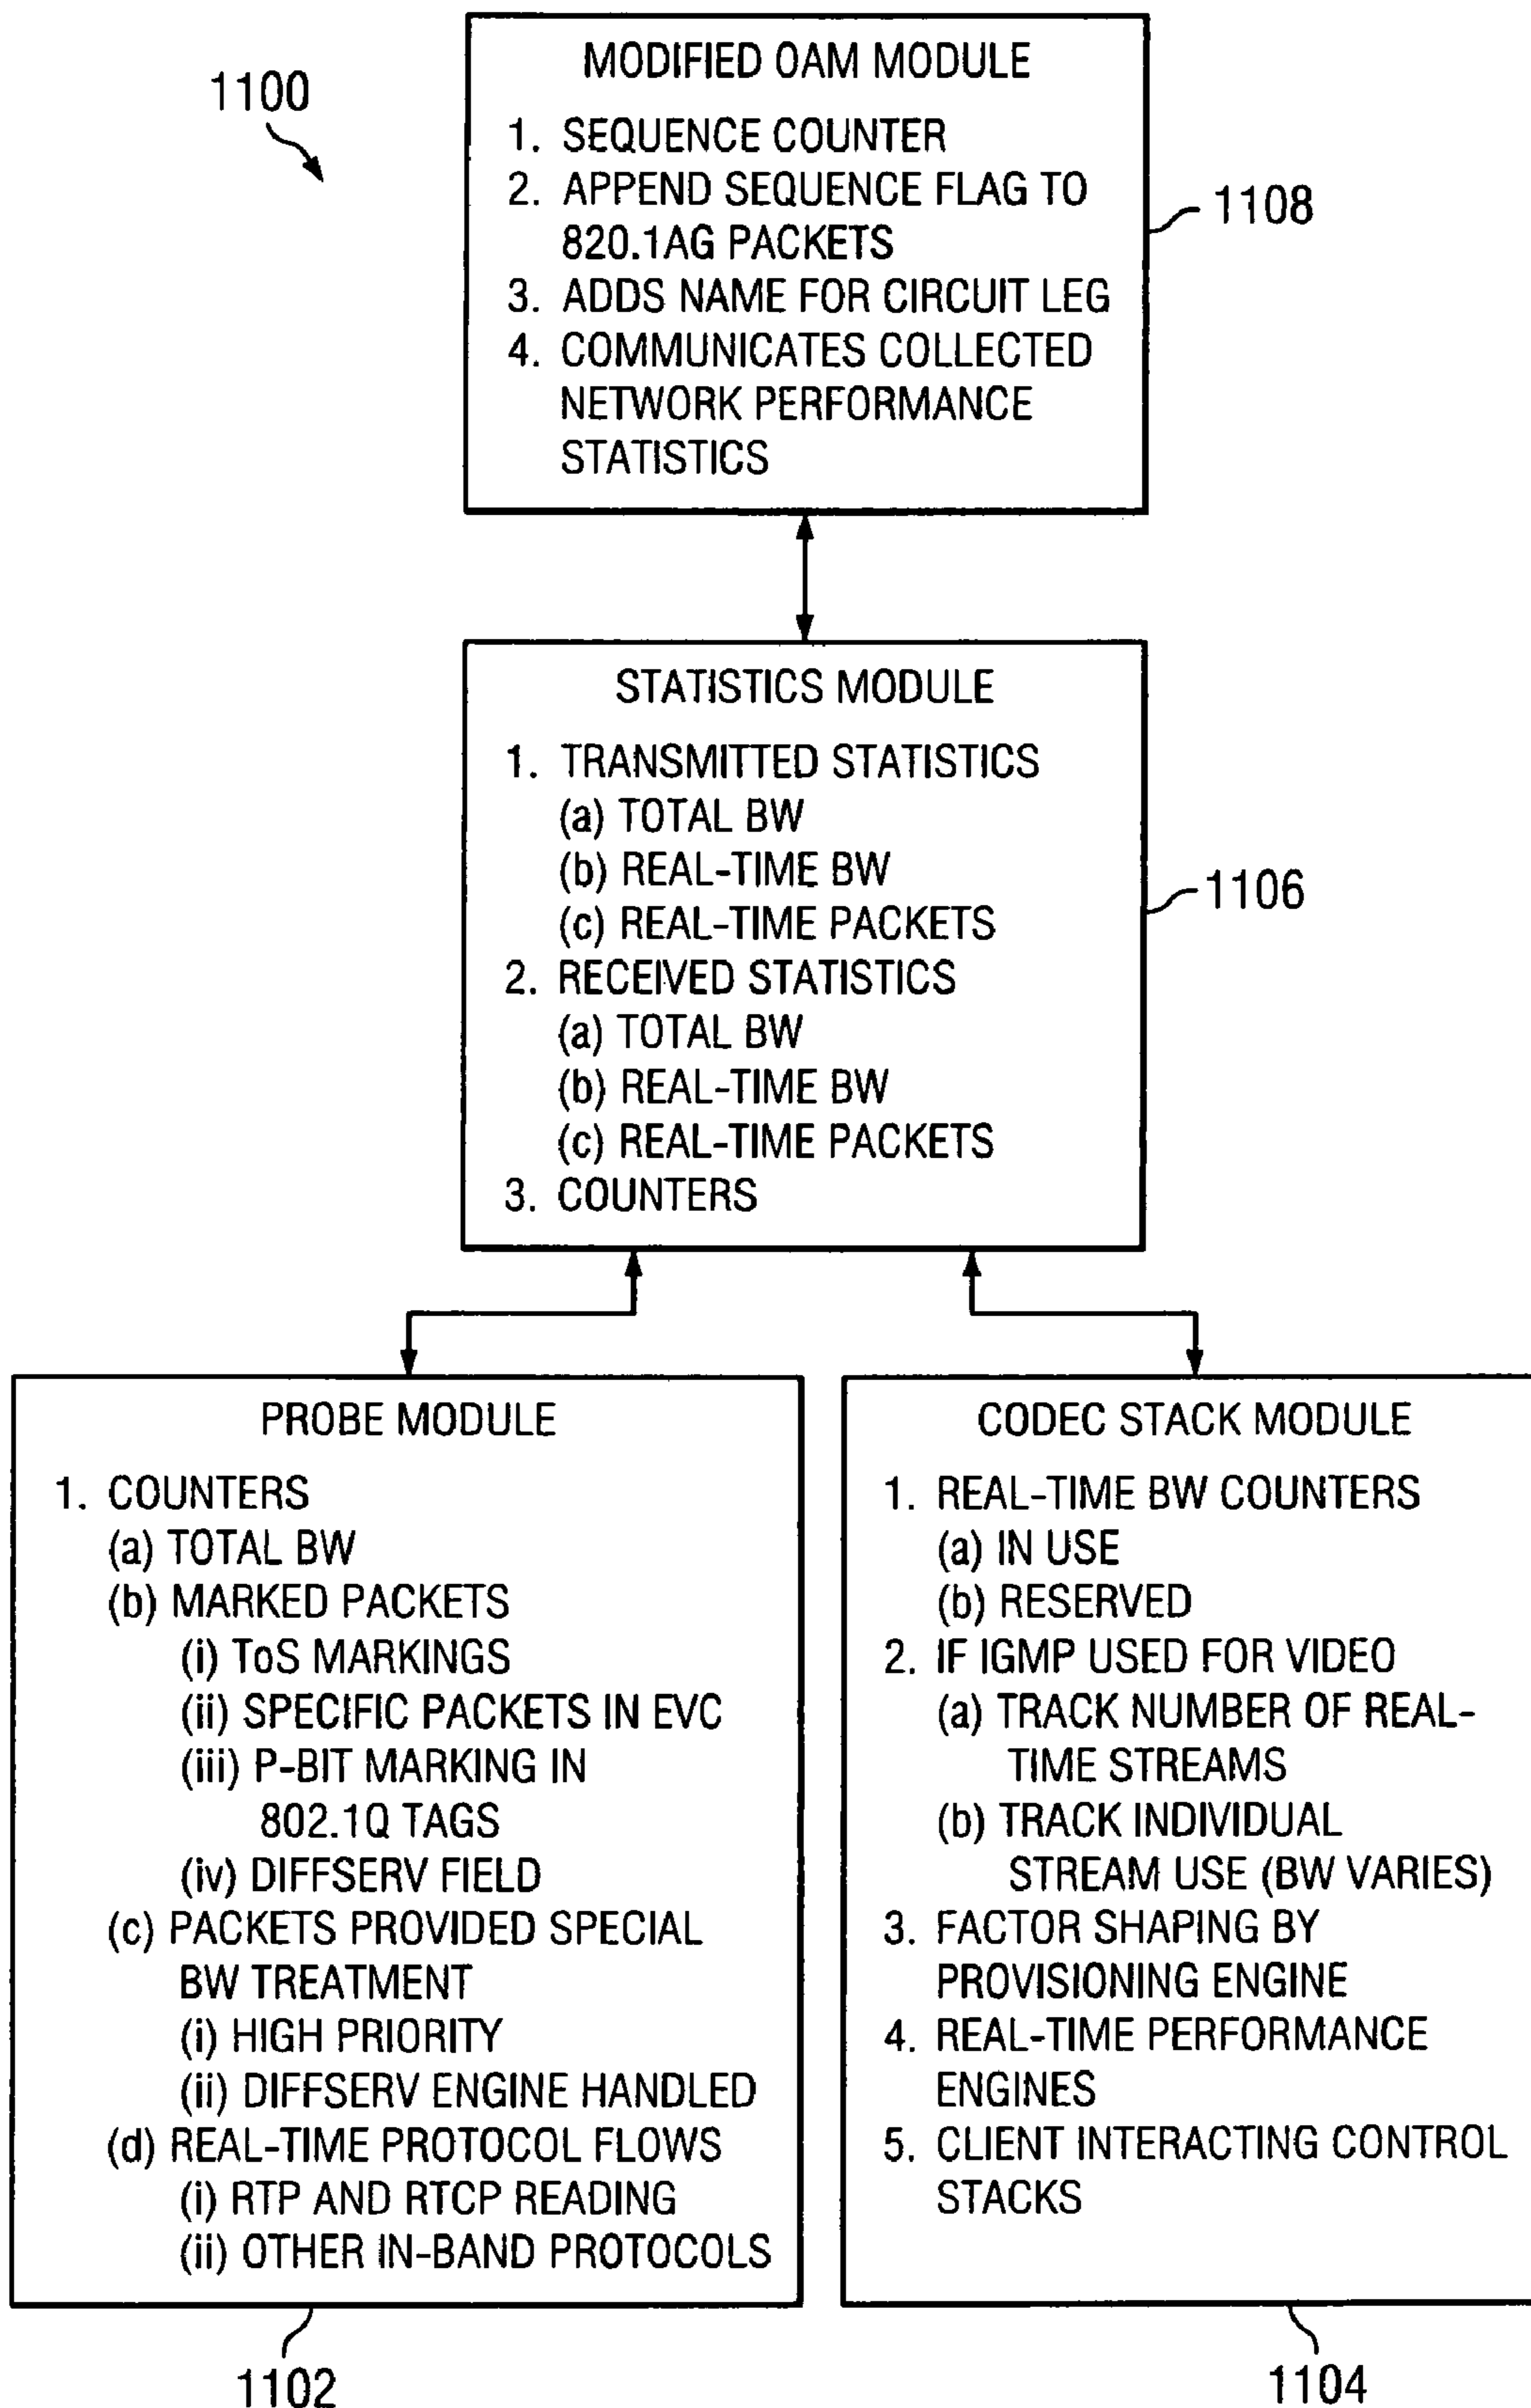 1100
MODIFIED OAM MODULE
1. SEQUENCE COUNTER
2. APPEND SEQUENCE FLAG TO
820.1AG PACKETS
3. ADDS NAME FOR CIRCUIT LEG
4. COMMUNICATES COLLECTED
NETWORK PERFORMANCE
STATISTICS
1108
STATISTICS MODULE
1. TRANSMITTED STATISTICS
(a) TOTAL BW
(b) REAL-TIME BW
(c) REAL-TIME PACKETS
2. RECEIVED STATISTICS
(a) TOTAL BW
(b) REAL-TIME BW
(c) REAL-TIME PACKETS
3. COUNTERS
1106
PROBE MODULE
1. COUNTERS
(a) TOTAL BW
(b) MARKED PACKETS
(i) ToS MARKINGS
(ii) SPECIFIC PACKETS IN EVC
(iii) P-BIT MARKING IN
802.1Q TAGS
(iv) DIFFSERV FIELD
(c) PACKETS PROVIDED SPECIAL
BW TREATMENT
(i) HIGH PRIORITY
(ii) DIFFSERV ENGINE HANDLED
(d) REAL-TIME PROTOCOL FLOWS
(i) RTP AND RTCP READING
(ii) OTHER IN-BAND PROTOCOLS
1102
CODEC STACK MODULE
1. REAL-TIME BW COUNTERS
(a) IN USE
(b) RESERVED
2. IF IGMP USED FOR VIDEO
(a) TRACK NUMBER OF REAL-
TIME STREAMS
(b) TRACK INDIVIDUAL
STREAM USE (BW VARIES)
3. FACTOR SHAPING BY
PROVISIONING ENGINE
4. REAL-TIME PERFORMANCE
ENGINES
5. CLIENT INTERACTING CONTROL
STACKS
1104